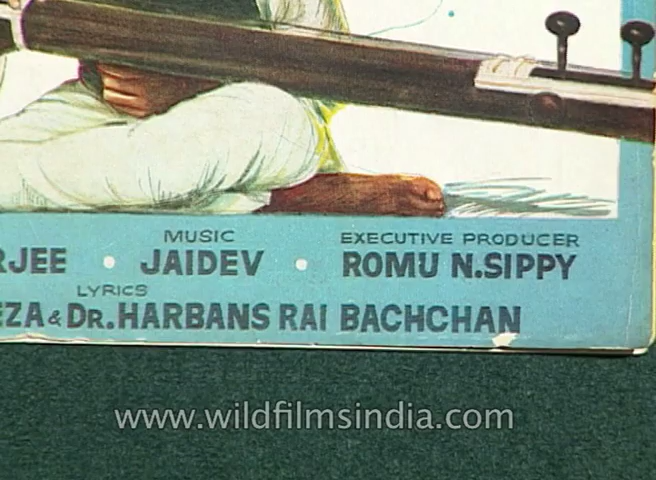 MUSIC EXECUTIVE PRODUCER
RJEE • JAIDEV • ROMU N.SIPPY
LYRICS
EZA & DR.HARBANS RAI BACHCHAN
www.wildfilmsindia.com